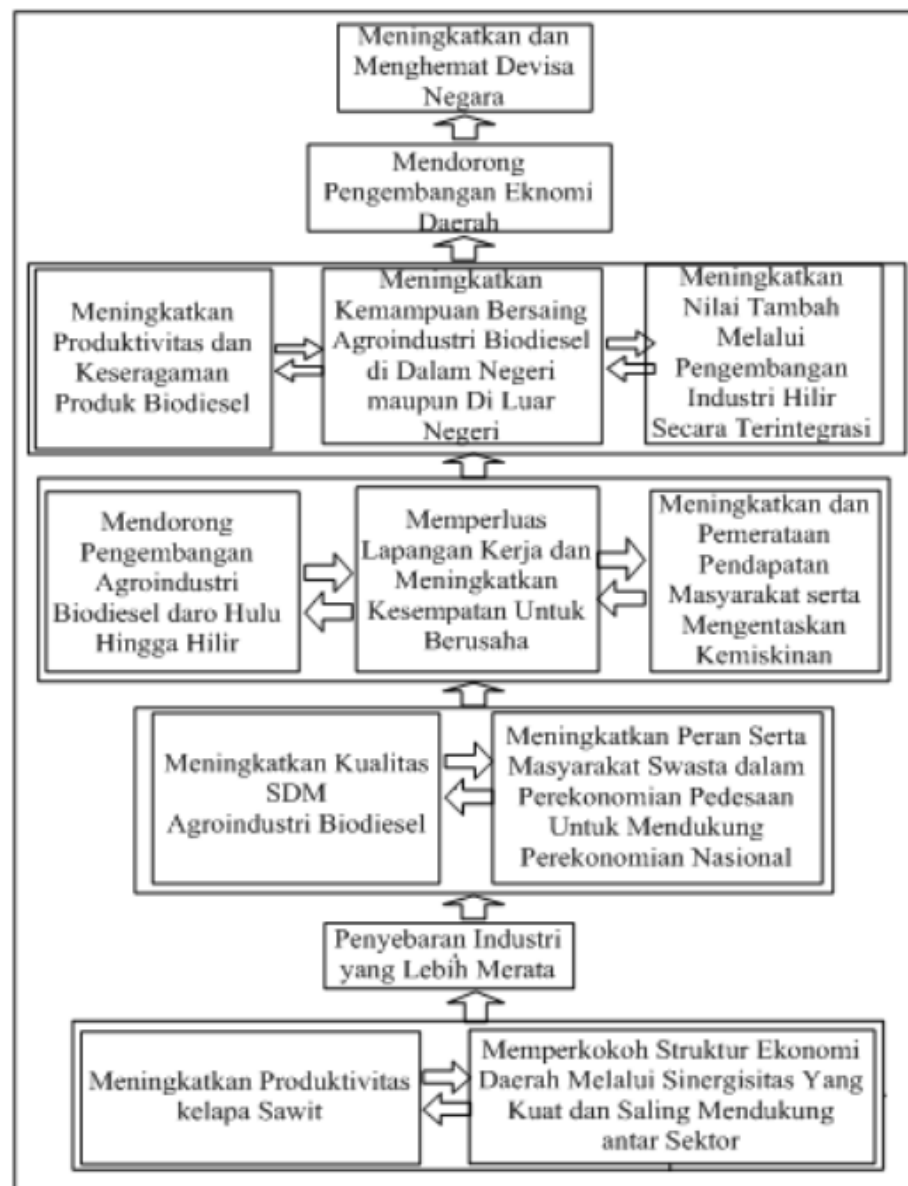 Meningkatkan dan
Menghemat Devisa
Negara
Mendorong
Pengembangan Eknomi
Daerah
Meningkatkan
Produktivitas dan
Keseragaman
Produk Biodiesel
Meningkatkan
Kemampuan Bersaing
Agroindustri Biodiesel
di Dalam Negeri
maupun Di Luar
Negeri
Meningkatkan
Nilai Tambah
Melalui
Pengembangan
Industri Hilir
Secara Terintegrasi
Mendorong
Pengembangan
Agroindustri
Biodiesel daro Hulu
Hingga Hilir
Memperluas
Lapangan Kerja dan
Meningkatkan
Kesempatan Untuk
Berusaha
Meningkatkan dan
Pemerataan
Pendapatan
Masyarakat serta
Mengentaskan
Kemiskinan
Meningkatkan Kualitas
SDM
Agroindustri Biodiesel
Meningkatkan Peran Serta
Masyarakat Swasta dalam
Perekonomian Pedesaan
Untuk Mendukung
Perekonomian Nasional
Penyebaran Industri
yang Lebih Merata
Meningkatkan Produktivitas
kelapa Sawit
Memperkokoh Struktur Ekonomi
Daerah Melalui Sinergisitas Yang
Kuat dan Saling Mendukung
antar Sektor